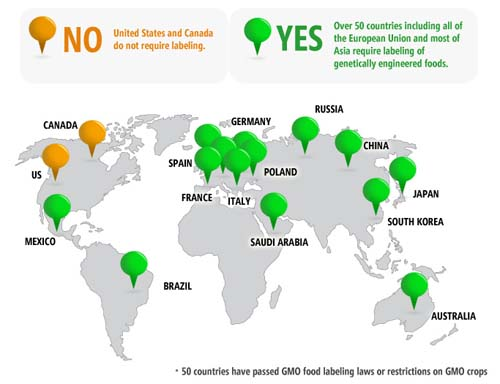 NO
United States and Canada
do not require labeling.
YES
Over 50 countries including all of
the European Union and most of
Asia require labeling of
genetically engineered foods.
RUSSIA
GERMANY
CANADA
CHINA
SPAIN
POLAND
US
JAPAN
FRANCE
ITALY
SOUTH KOREA
MEXICO
SAUDI ARABIA
BRAZIL
AUSTRALIA
* 50 countries have passed GMO food labeling laws or restrictions on GMO crops